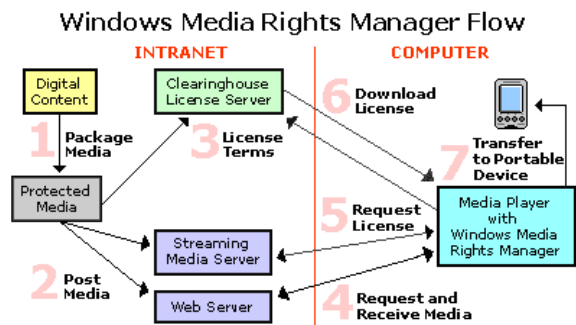 Windows Media Rights Manager Flow
INTRANET
COMPUTER
Digital
Content
Clearinghouse
License Server
6 Download
License
1 Package
Media
3 License
Terms
7 Transfer
to Portable
Device
Protected
Media
5 Request
License
Media Player
with
Windows Media
Rights Manager
Streaming
Media Server
2 Post
Media
Web Server
4 Request and
Receive Media